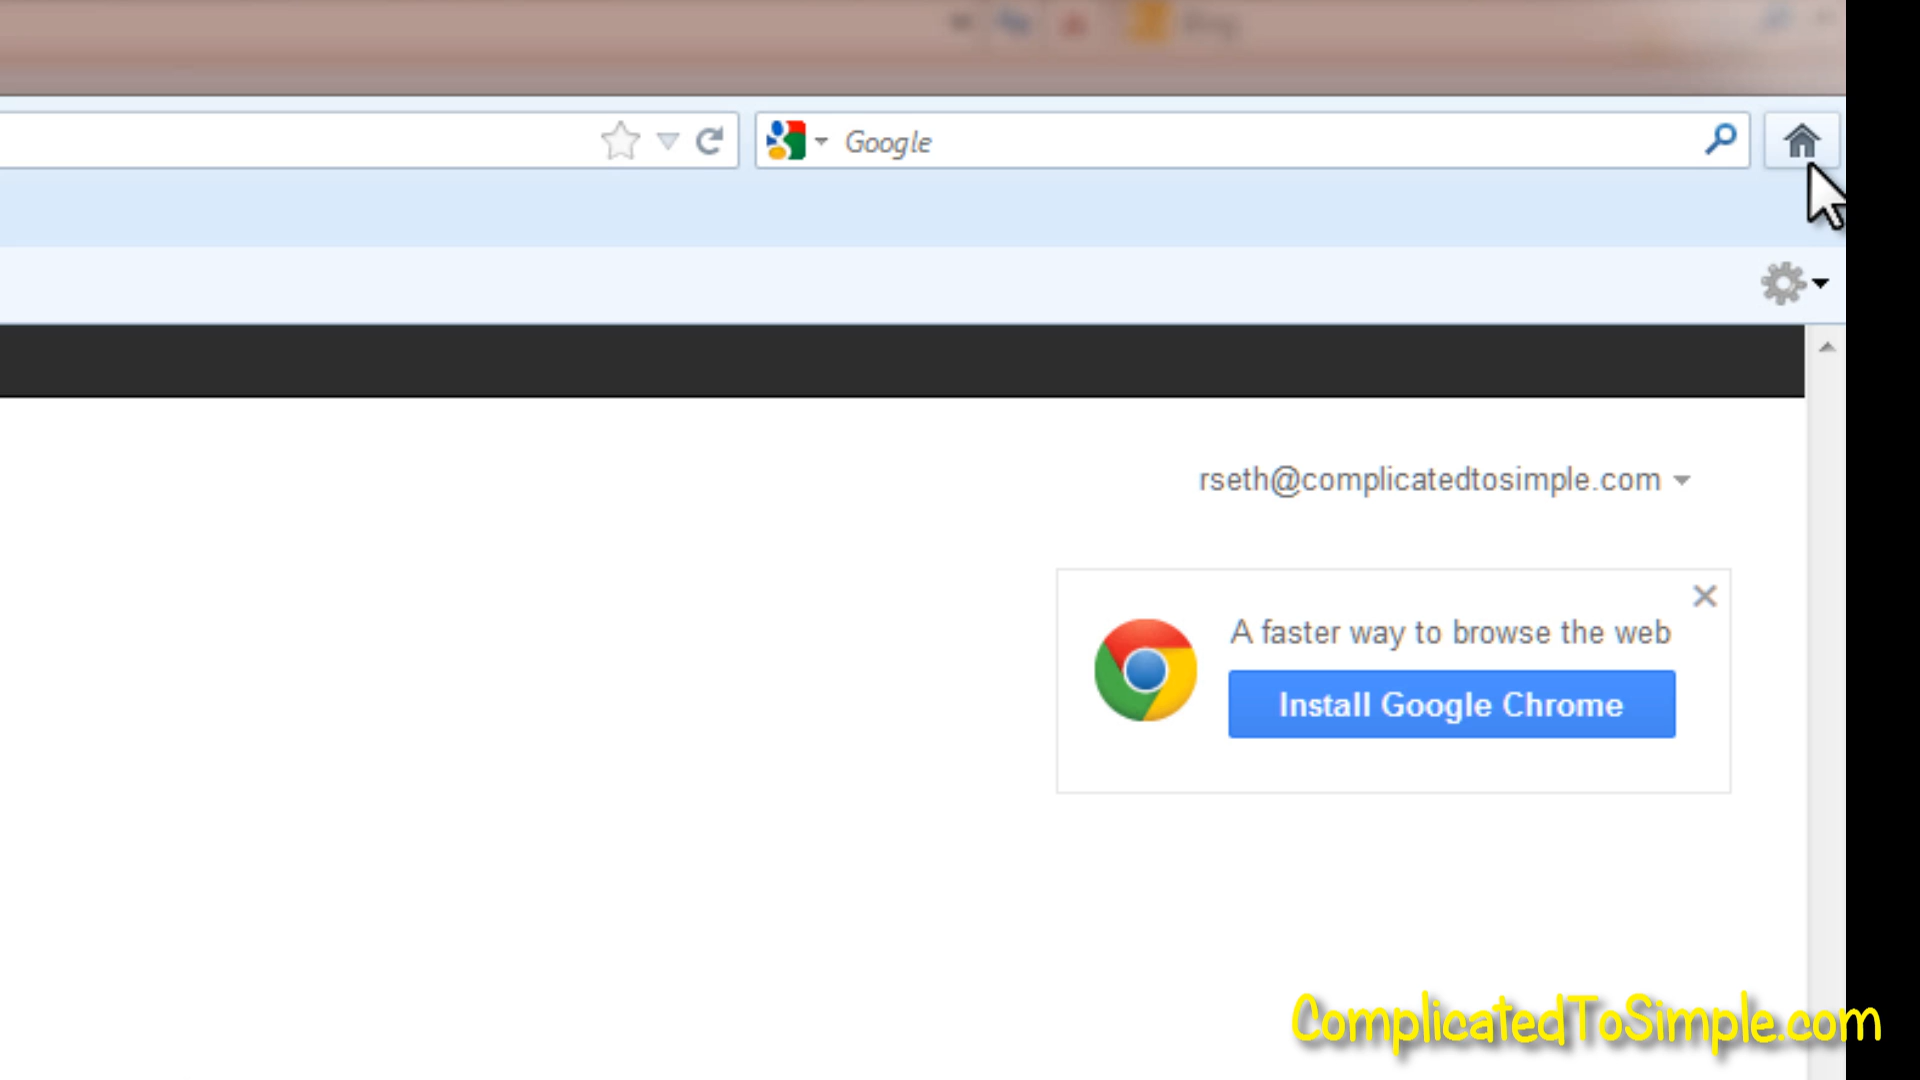 Google
rseth@complicatedtosimple.com
A faster way to browse the web
Install Google Chrome
ComplicatedToSimple.com